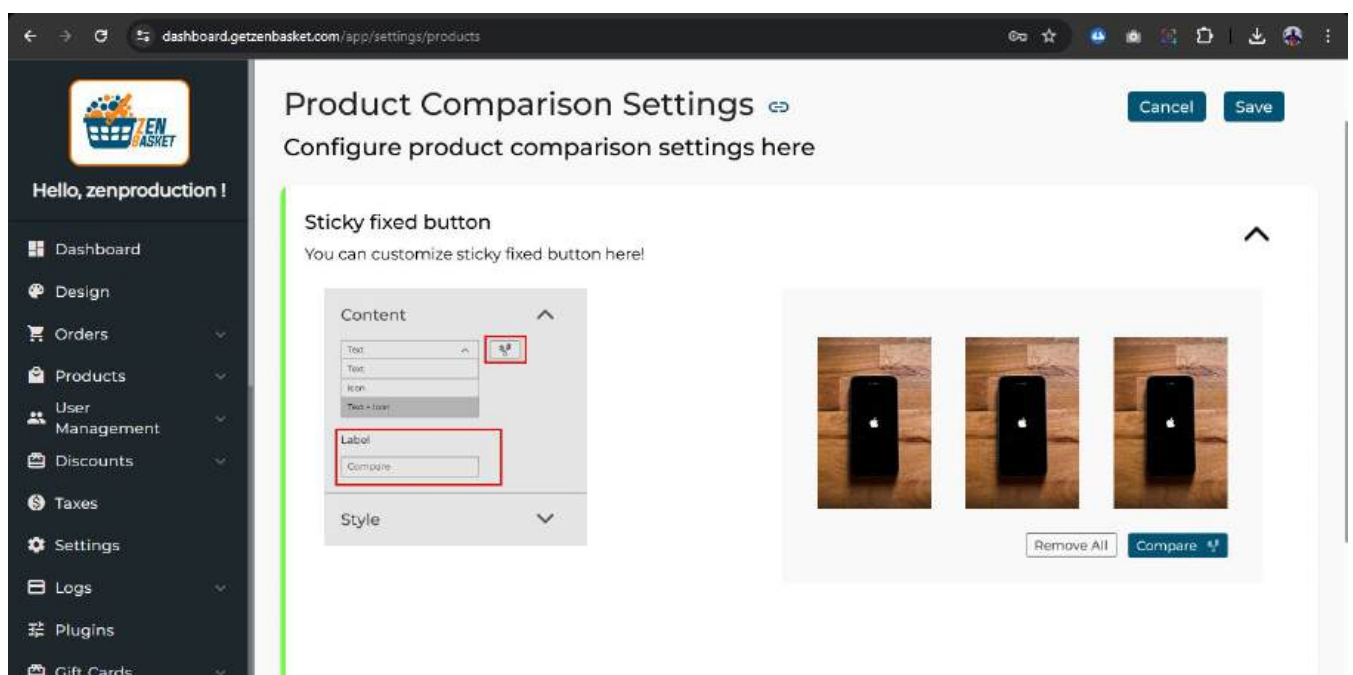 dashboard.getzenbasket.com/app/settings/products
ZEN
BASKET
Hello, zenproduction !
Dashboard
Design
Orders
Products
User
Management
Discounts
Taxes
Settings
Logs
Plugins
Gift Cards
Product Comparison Settings
Configure product comparison settings here
Cancel
Save
Sticky fixed button
You can customize sticky fixed button here!
Content
Text
Text
Icon
Text + Icon
Label
Compare
Style
Remove All
Compare